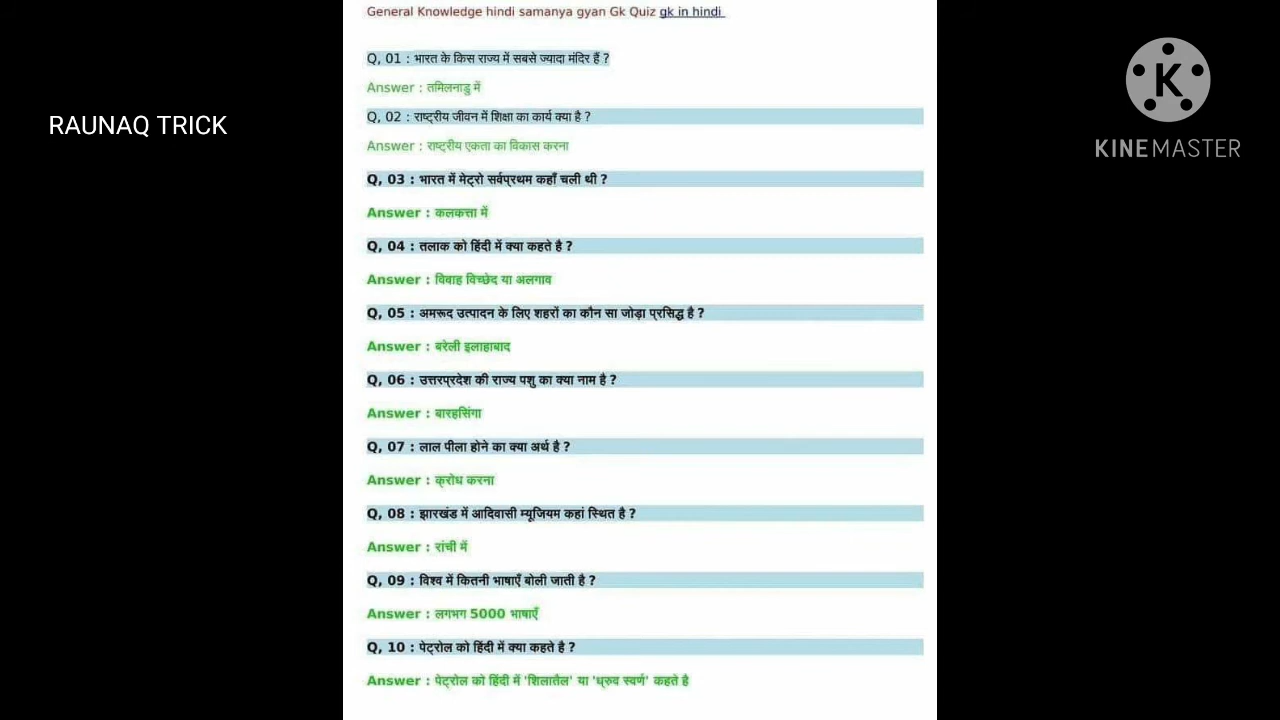 General Knowledge hindi samanya gyan Gk Quiz gk in hindi
Q, 01 : भारत के किस राज्य में सबसे ज्यादा मंदिर हैं ?
Answer : तमिलनाडु में
Q, 02 : राष्ट्रीय जीवन में शिक्षा का कार्य क्या है ?
Answer : राष्ट्रीय एकता का विकास करना
Q, 03 : भारत में मेट्रो सर्वप्रथम कहाँ चली थी ?
Answer : कलकत्ता में
Q, 04 : तलाक को हिंदी में क्या कहते है ?
Answer : विवाह विच्छेद या अलगाव
Q, 05 : अमरूद उत्पादन के लिए शहरों का कौन सा जोड़ा प्रसिद्ध है ?
Answer : बरेली इलाहाबाद
Q, 06 : उत्तरप्रदेश की राज्य पशु का क्या नाम है ?
Answer : बारहसिंगा
Q, 07 : लाल पीला होने का क्या अर्थ है ?
Answer : क्रोध करना
Q, 08 : झारखंड में आदिवासी म्यूजियम कहां स्थित है ?
Answer : रांची में
Q, 09 : विश्व में कितनी भाषाएँ बोली जाती है ?
Answer : लगभग 5000 भाषाएँ
Q, 10 : पेट्रोल को हिंदी में क्या कहते है ?
Answer : पेट्रोल को हिंदी में 'शिलातैल' या 'ध्रुव स्वर्ण' कहते है
RAUNAQ TRICK
K
KINEMASTER